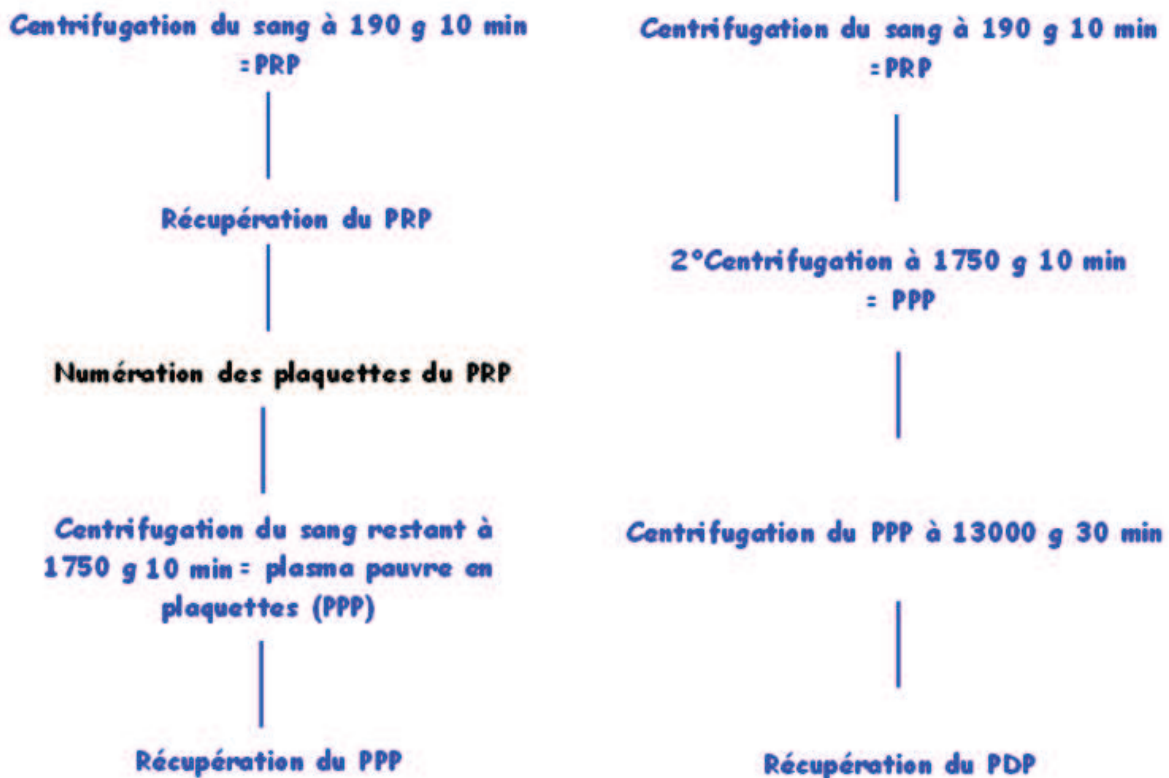 Centrifugation du sang à 190 g 10 min
=PRP
Récupération du PRP
Numération des plaquettes du PRP
Centrifugation du sang restant à
1750 g 10 min= plasma pauvre en
plaquettes (PPP)
Récupération du PPP
Centrifugation du sang à 190 g 10 min
=PRP
2°Centrifugation à 1750 g 10 min
= PPP
Centrifugation du PPP à 13000 g 30 min
Récupération du PDP